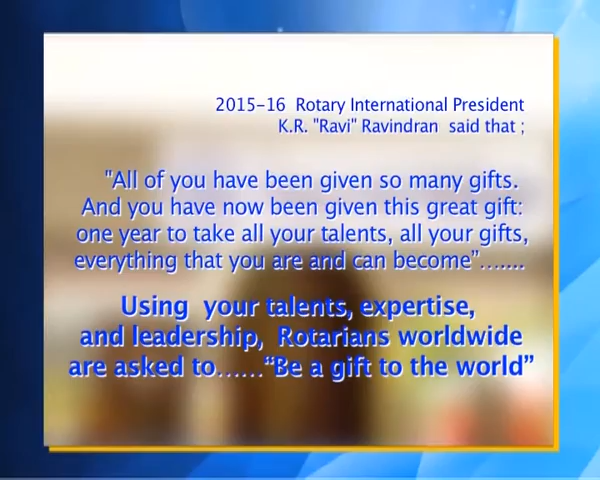 2015-16 Rotary International President
K.R. "Ravi" Ravindran said that ;
"All of you have been given so many gifts.
And you have now been given this great gift:
one year to take all your talents, all your gifts,
everything that you are and can become”.......
Using your talents, expertise,
and leadership, Rotarians worldwide
are asked to......“Be a gift to the world”